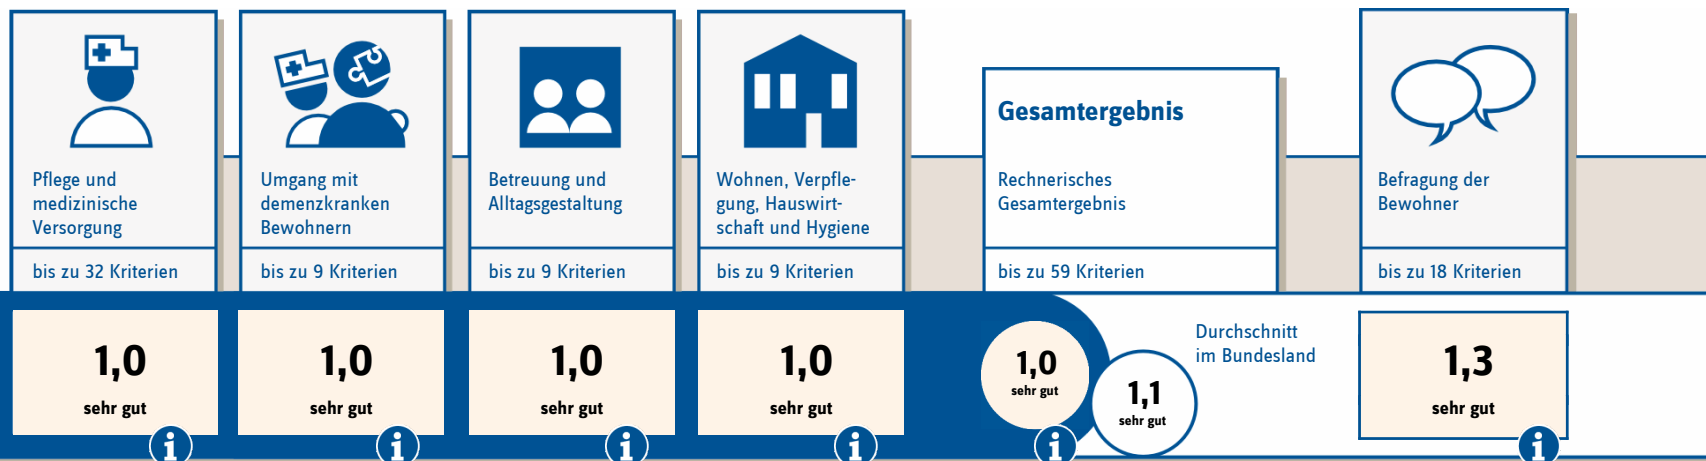 Pflege und
medizinische
Versorgung
bis zu 32 Kriterien
1,0
sehr gut
Umgang mit
demenzkranken
Bewohnern
bis zu 9 Kriterien
1,0
sehr gut
Betreuung und
Alltagsgestaltung
bis zu 9 Kriterien
1,0
sehr gut
Wohnen, Verpfle-
gung, Hauswirt-
schaft und Hygiene
bis zu 9 Kriterien
1,0
sehr gut
Gesamtergebnis
Rechnerisches
Gesamtergebnis
bis zu 59 Kriterien
1,0
sehr gut
1,1
sehr gut
Durchschnitt
im Bundesland
Befragung der
Bewohner
bis zu 18 Kriterien
1,3
sehr gut